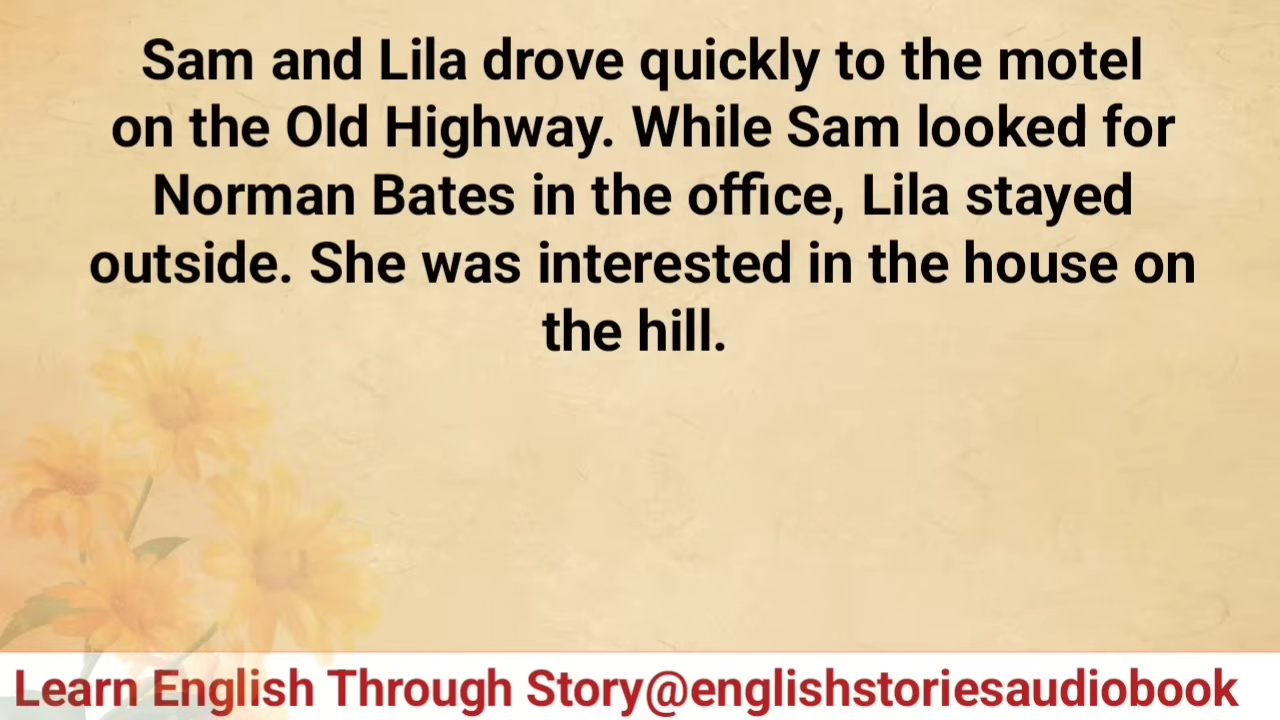 Sam and Lila drove quickly to the motel
on the Old Highway. While Sam looked for
Norman Bates in the office, Lila stayed
outside. She was interested in the house on
the hill.
Learn English Through Story@englishstoriesaudiobook